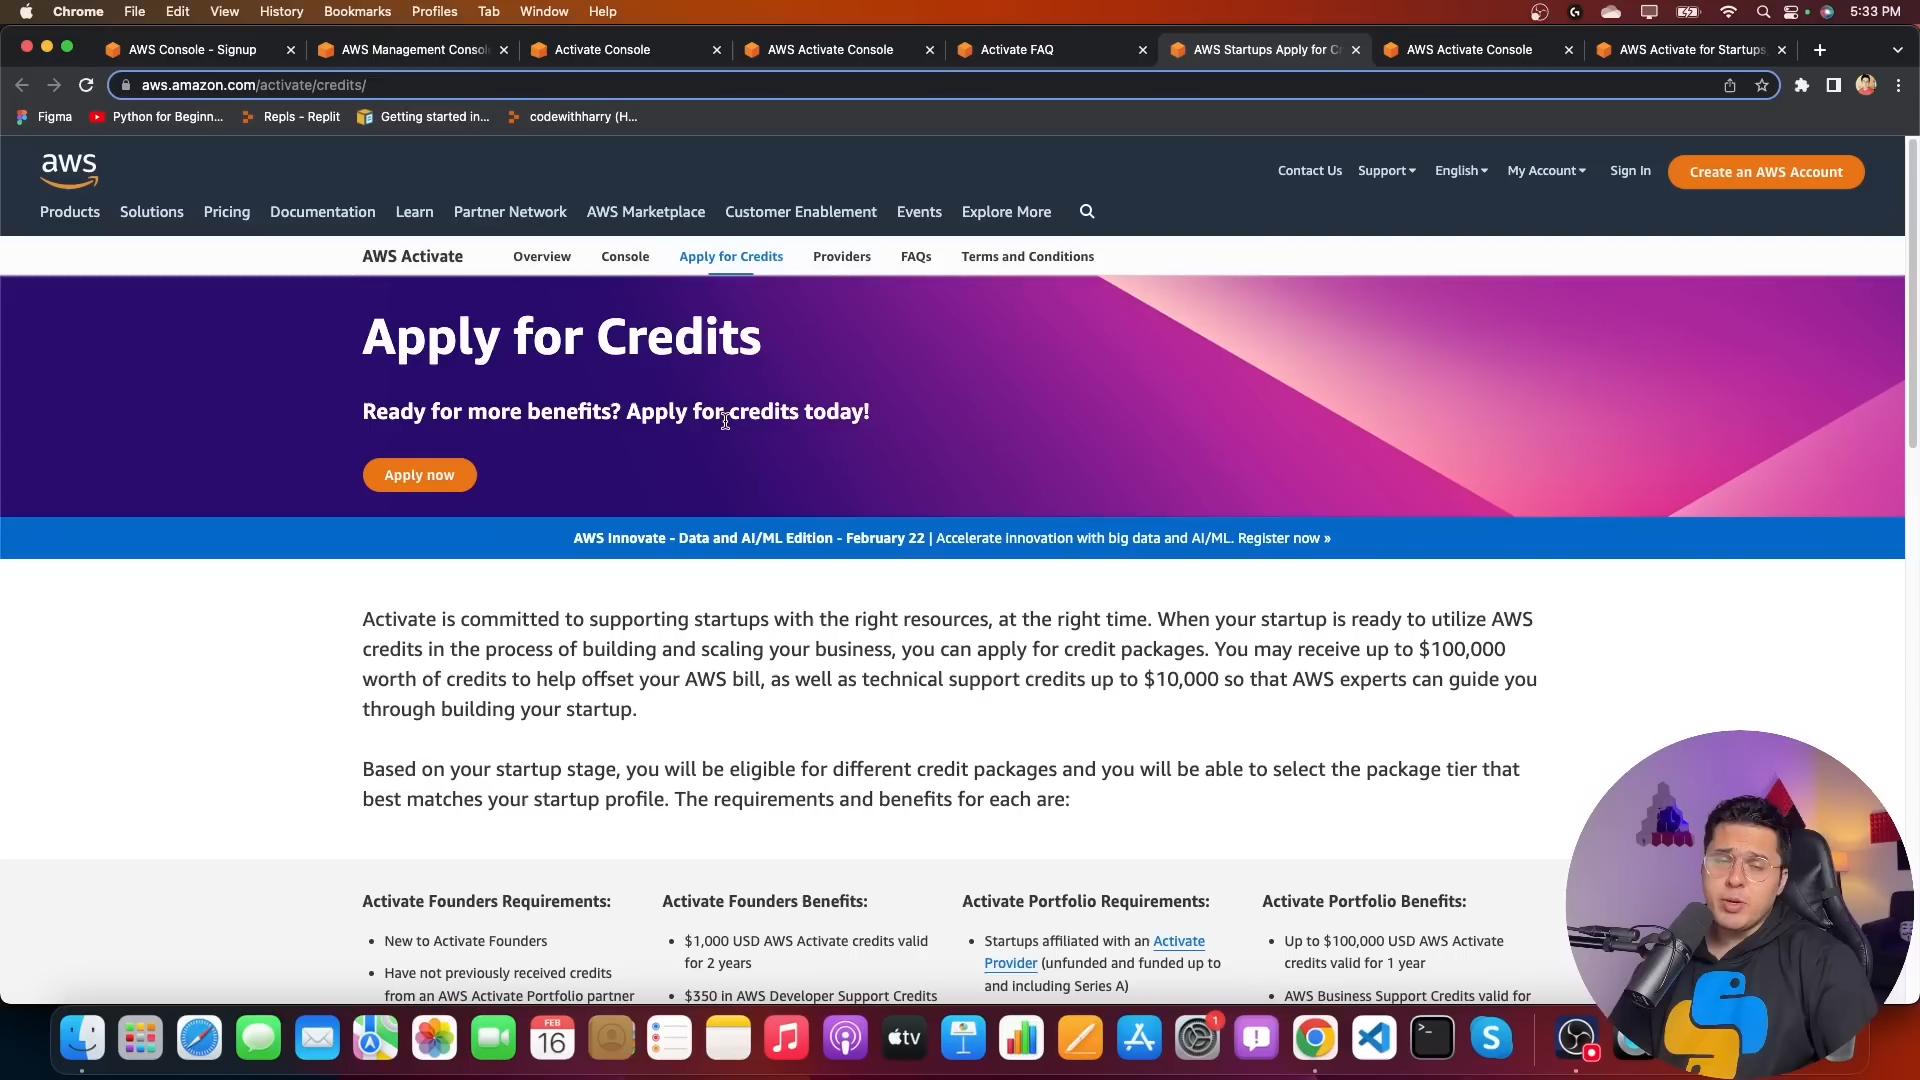 Chrome File Edit View History Bookmarks Profiles Tab Window Help 5:33 PM
AWS Console - Signup AWS Management Consol Activate Console AWS Activate Console Activate FAQ AWS Startups Apply for C AWS Activate Console AWS Activate for Startups,
aws.amazon.com/activate/credits/
Figma Python for Beginn... Repls - Replit Getting started in... codewithharry (H...
aws
Contact Us Support English My Account Sign In Create an AWS Account
Products Solutions Pricing Documentation Learn Partner Network AWS Marketplace Customer Enablement Events Explore More
AWS Activate Overview Console Apply for Credits Providers FAQs Terms and Conditions
Apply for Credits
Ready for more benefits? Apply for credits today!
Apply now
AWS Innovate - Data and AI/ML Edition - February 22 | Accelerate innovation with big data and AI/ML. Register now »
Activate is committed to supporting startups with the right resources, at the right time. When your startup is ready to utilize AWS
credits in the process of building and scaling your business, you can apply for credit packages. You may receive up to $100,000
worth of credits to help offset your AWS bill, as well as technical support credits up to $10,000 so that AWS experts can guide you
through building your startup.
Based on your startup stage, you will be eligible for different credit packages and you will be able to select the package tier that
best matches your startup profile. The requirements and benefits for each are:
Activate Founders Requirements:
• New to Activate Founders
• Have not previously received credits
from an AWS Activate Portfolio partner
Activate Founders Benefits:
• $1,000 USD AWS Activate credits valid
for 2 years
• $350 in AWS Developer Support Credits
Activate Portfolio Requirements:
• Startups affiliated with an Activate
Provider (unfunded and funded up to
and including Series A)
Activate Portfolio Benefits:
• Up to $100,000 USD AWS Activate
credits valid for 1 year
• AWS Business Support Credits valid for
FEB
16
tv
1